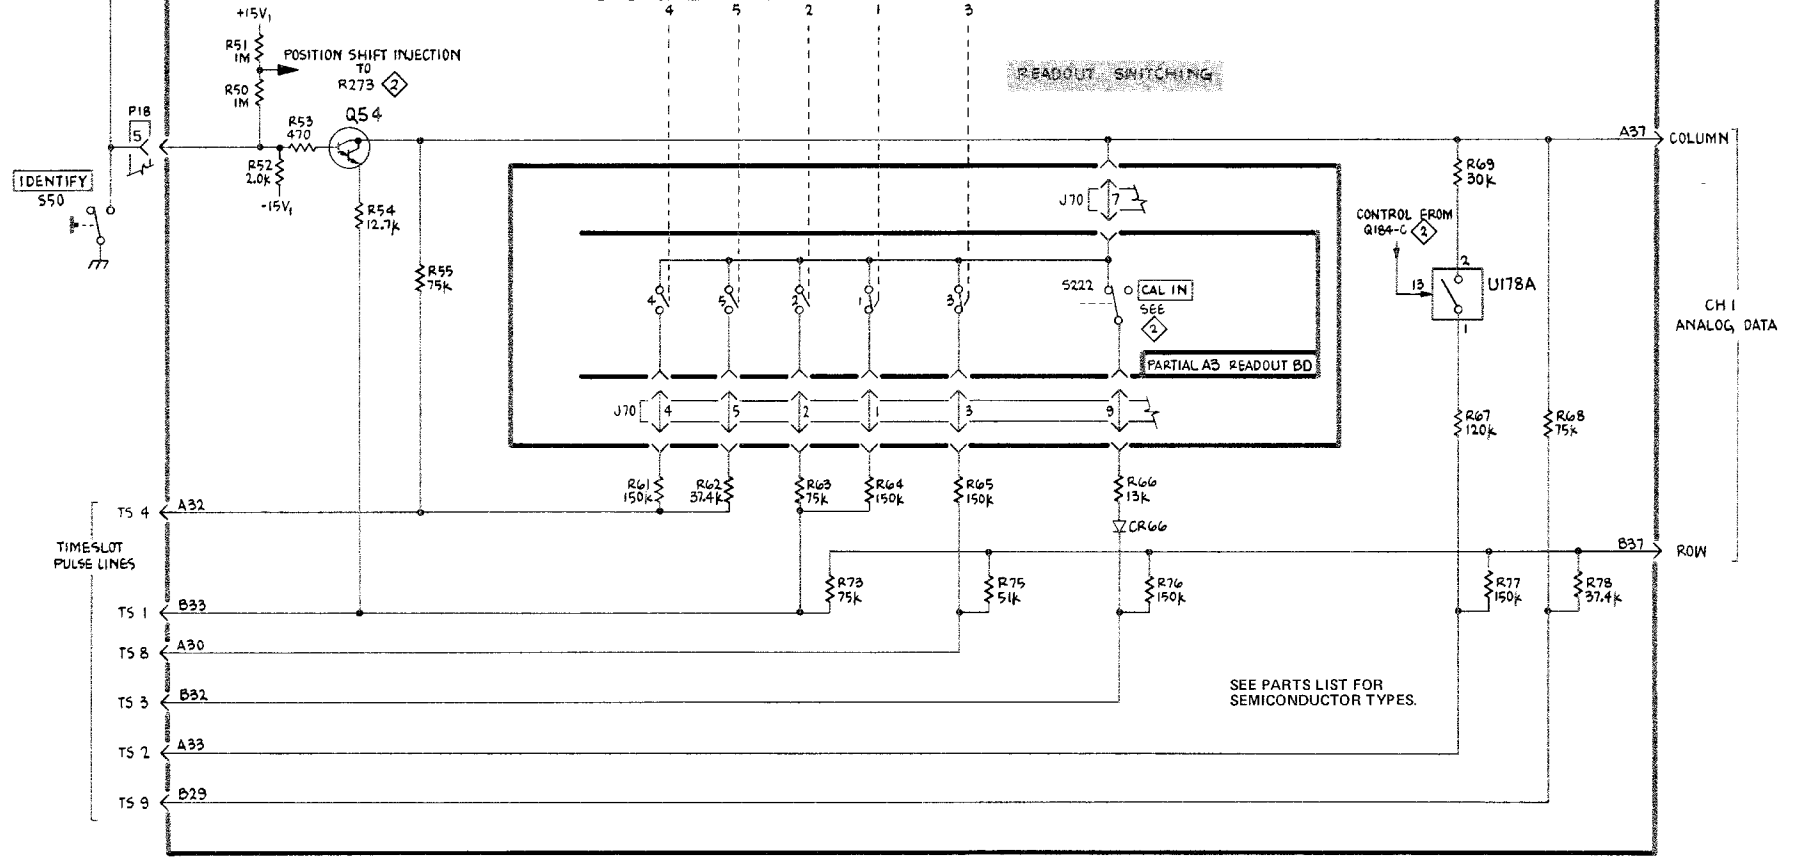 4 5 2 1 3
+15V1
R51
1M
POSITION SHIFT INJECTION
TO
R273 2
R50
1M
READOUT SWITCHING
P18
5
R53
470
Q54
A37
COLUMN
R52
2.0K
-15V1
IDENTIFY
S50
R54
12.7K
R55
75K
J70 7
R69
30K
CONTROL FROM
Q184-C 2
4 5 2 1 3
S222
CAL IN
SEE
2
13
2
1
U178A
CH 1
ANALOG DATA
PARTIAL A3 READOUT BD
J70 4 5 2 1 3 9
R67
120K
R68
75K
R61
150K
R62
37.4K
R63
75K
R64
150K
R65
150K
R66
13K
CR66
TIMESLOT
PULSE LINES
TS 4 A32
B37
ROW
R73
75K
R75
51K
R76
150K
R77
150K
R78
37.4K
TS 1 B33
TS 8 A30
TS 3 B32
SEE PARTS LIST FOR
SEMICONDUCTOR TYPES.
TS 2 A33
TS 9 B29